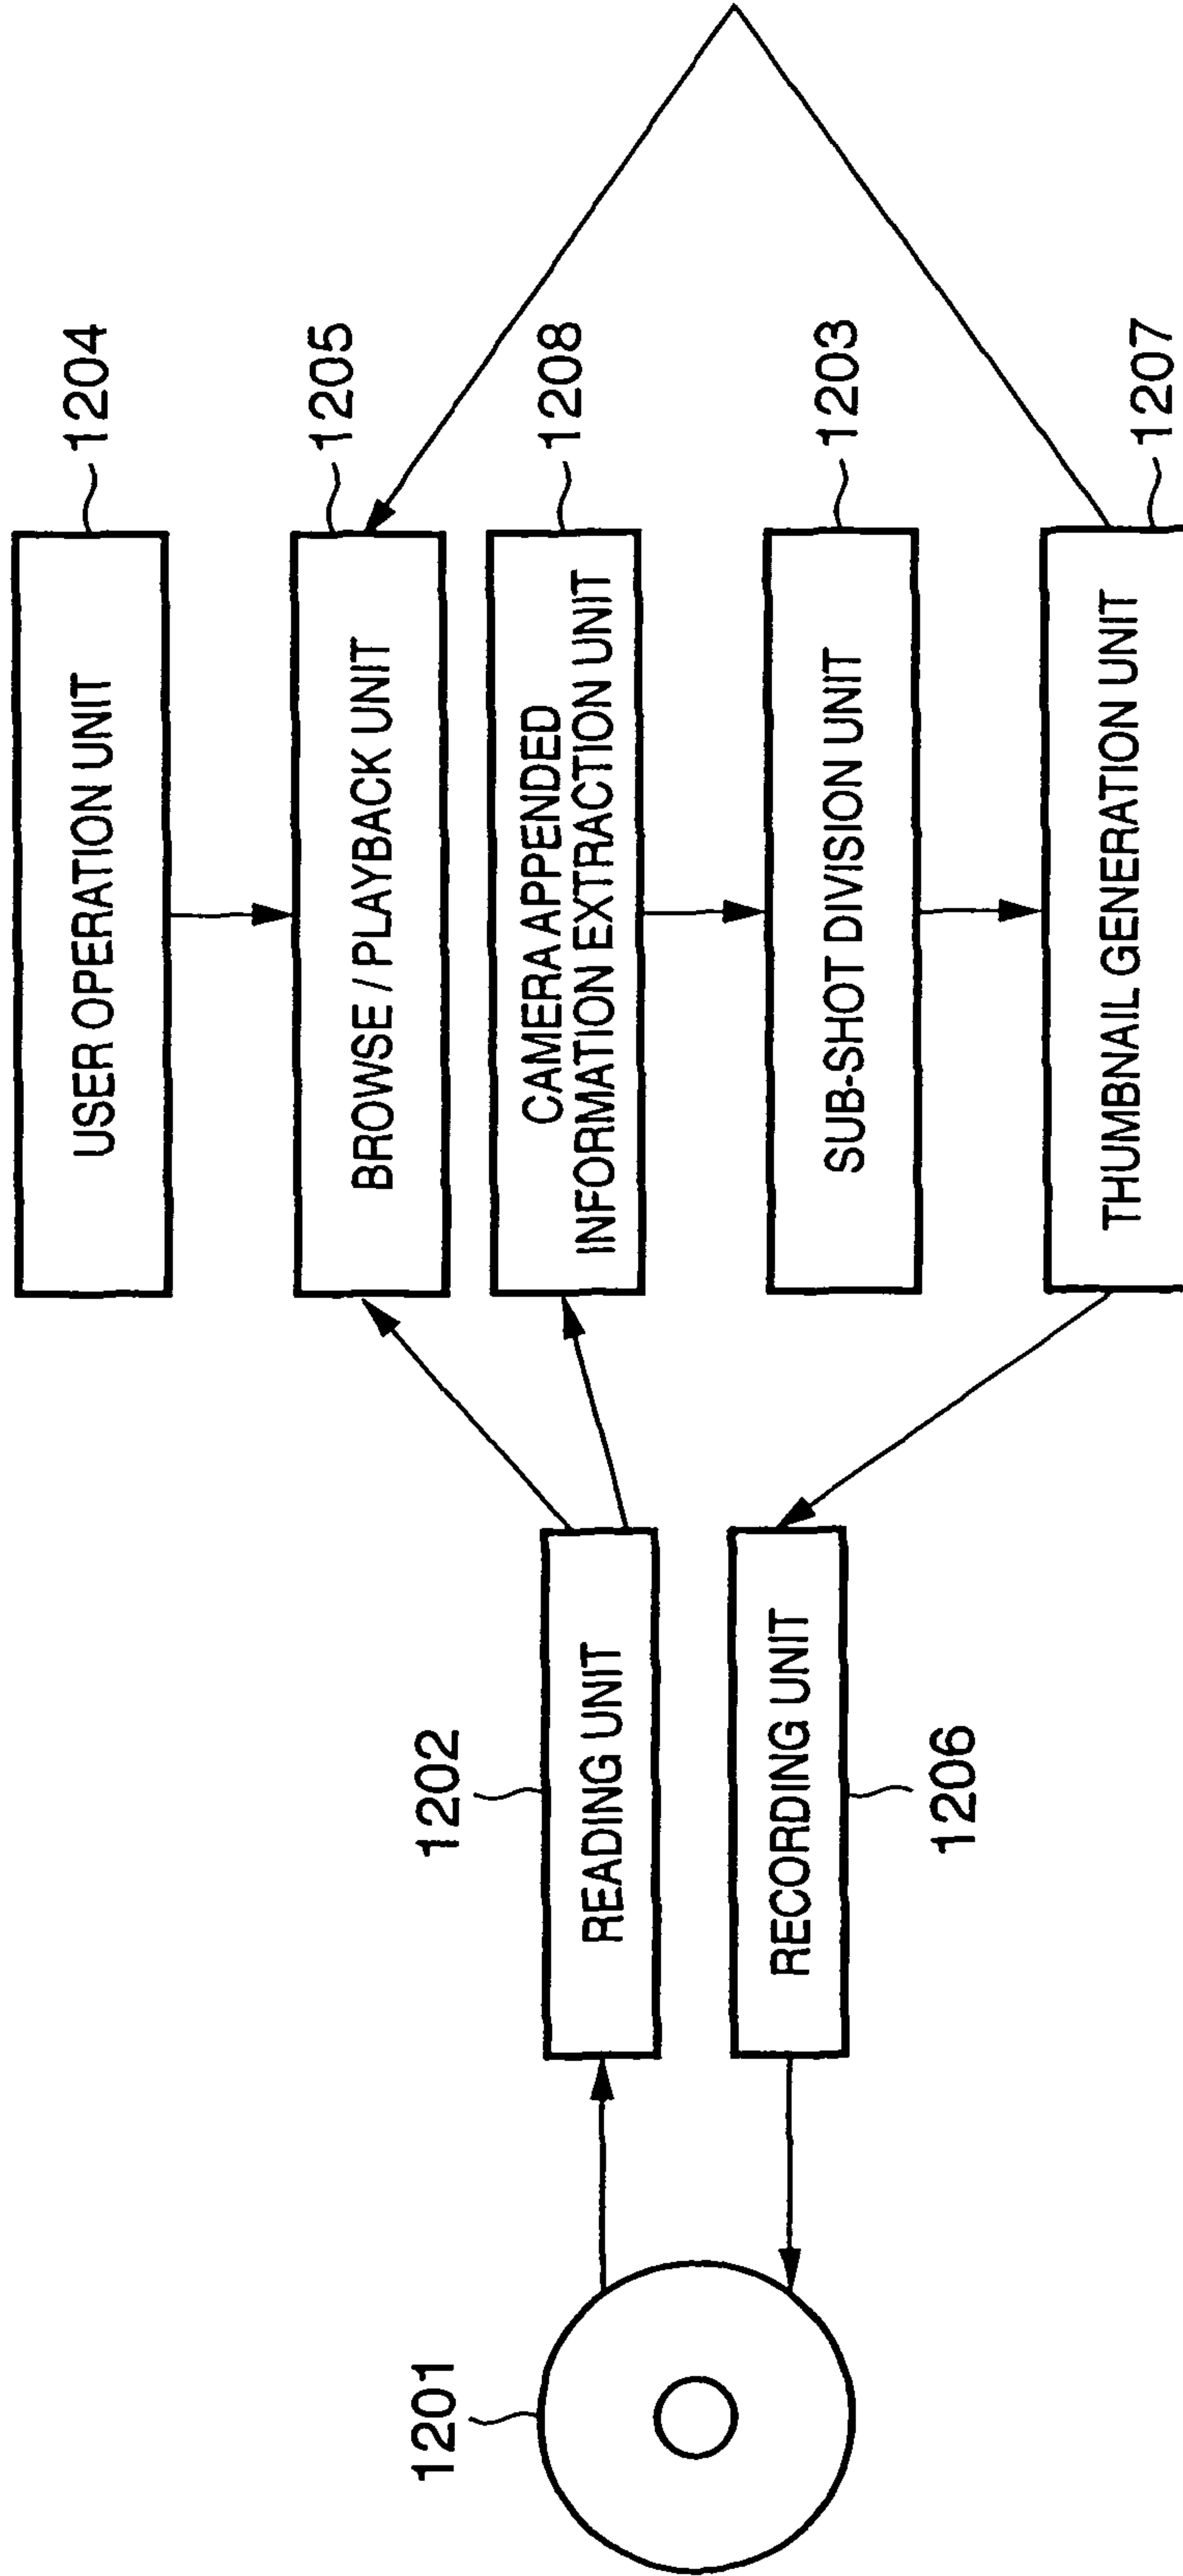 USER OPERATION UNIT
1204
BROWSE / PLAYBACK UNIT
1205
CAMERA APPENDED
INFORMATION EXTRACTION UNIT
1208
SUB-SHOT DIVISION UNIT
1203
THUMBNAIL GENERATION UNIT
1207
1202
READING UNIT
RECORDING UNIT
1206
1201